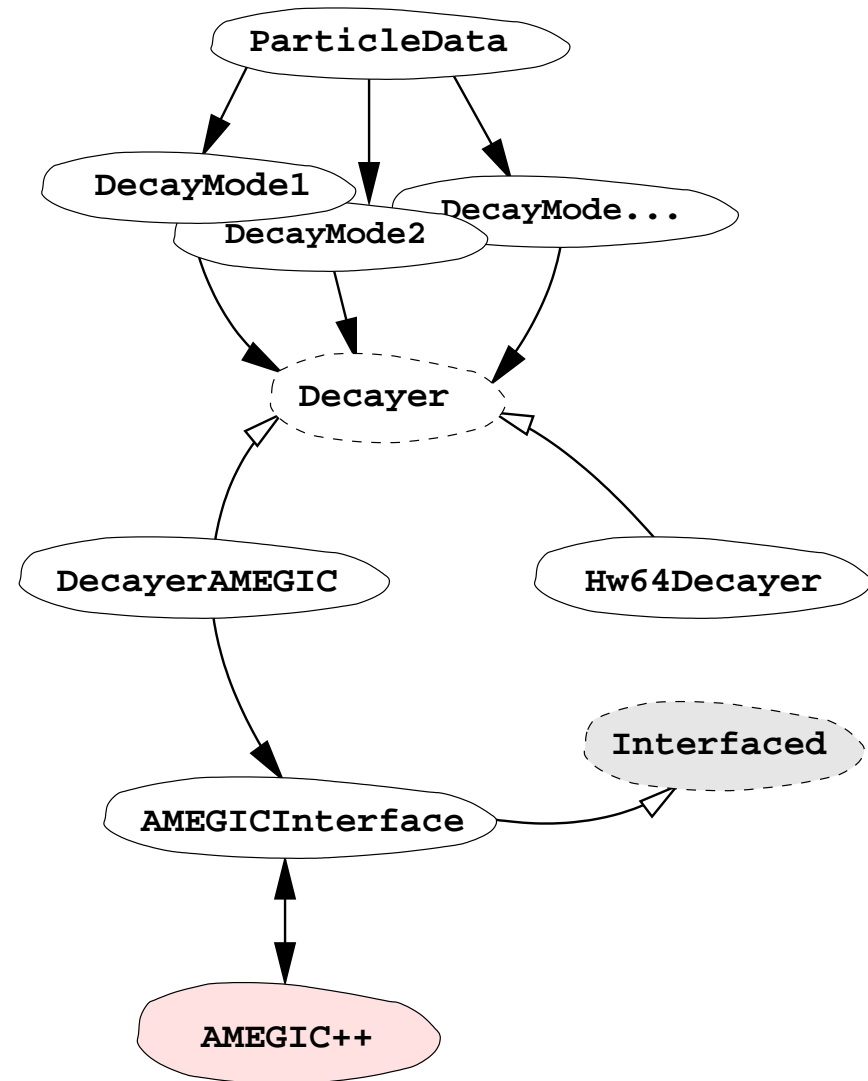 ParticleData
DecayMode1
DecayMode...
DecayMode2
Decayer
DecayerAMEGIC
Hw64Decayer
Interfaced
AMEGICInterface
AMEGIC++